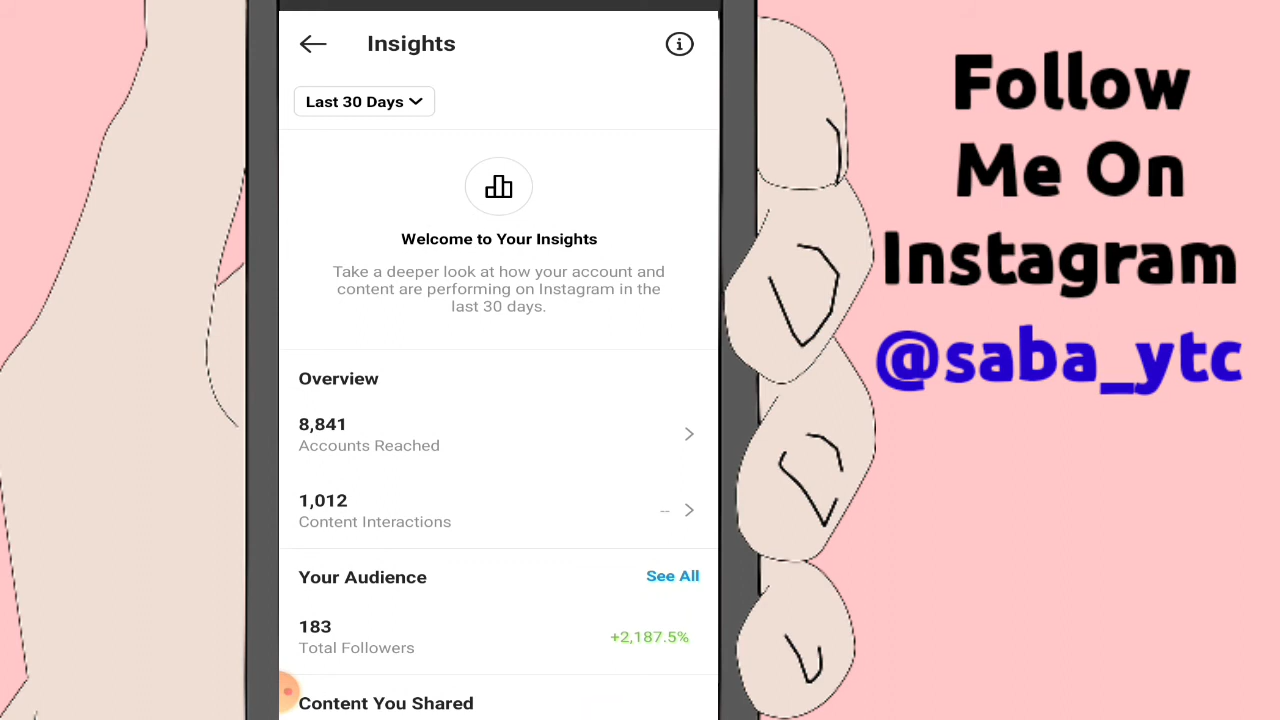 Insights
Last 30 Days
Welcome to Your Insights
Take a deeper look at how your account and
content are performing on Instagram in the
last 30 days.
Overview
8,841
Accounts Reached
1,012
Content Interactions
--
Your Audience
See All
183
Total Followers
+2,187.5%
Content You Shared
Follow
Me On
Instagram
@saba_ytc